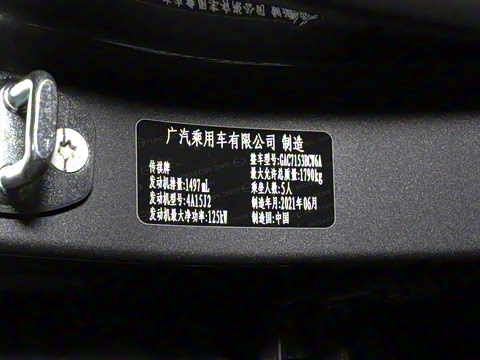 广汽乘用车有限公司 制造
传祺牌
整车型号:GAC7153DCW6A
最大允许总质量:1790kg
发动机排量:1497mL
乘坐人数:5人
发动机型号:4A15J2
制造年月:2021年06月
发动机最大净功率:125kW
制造国:中国